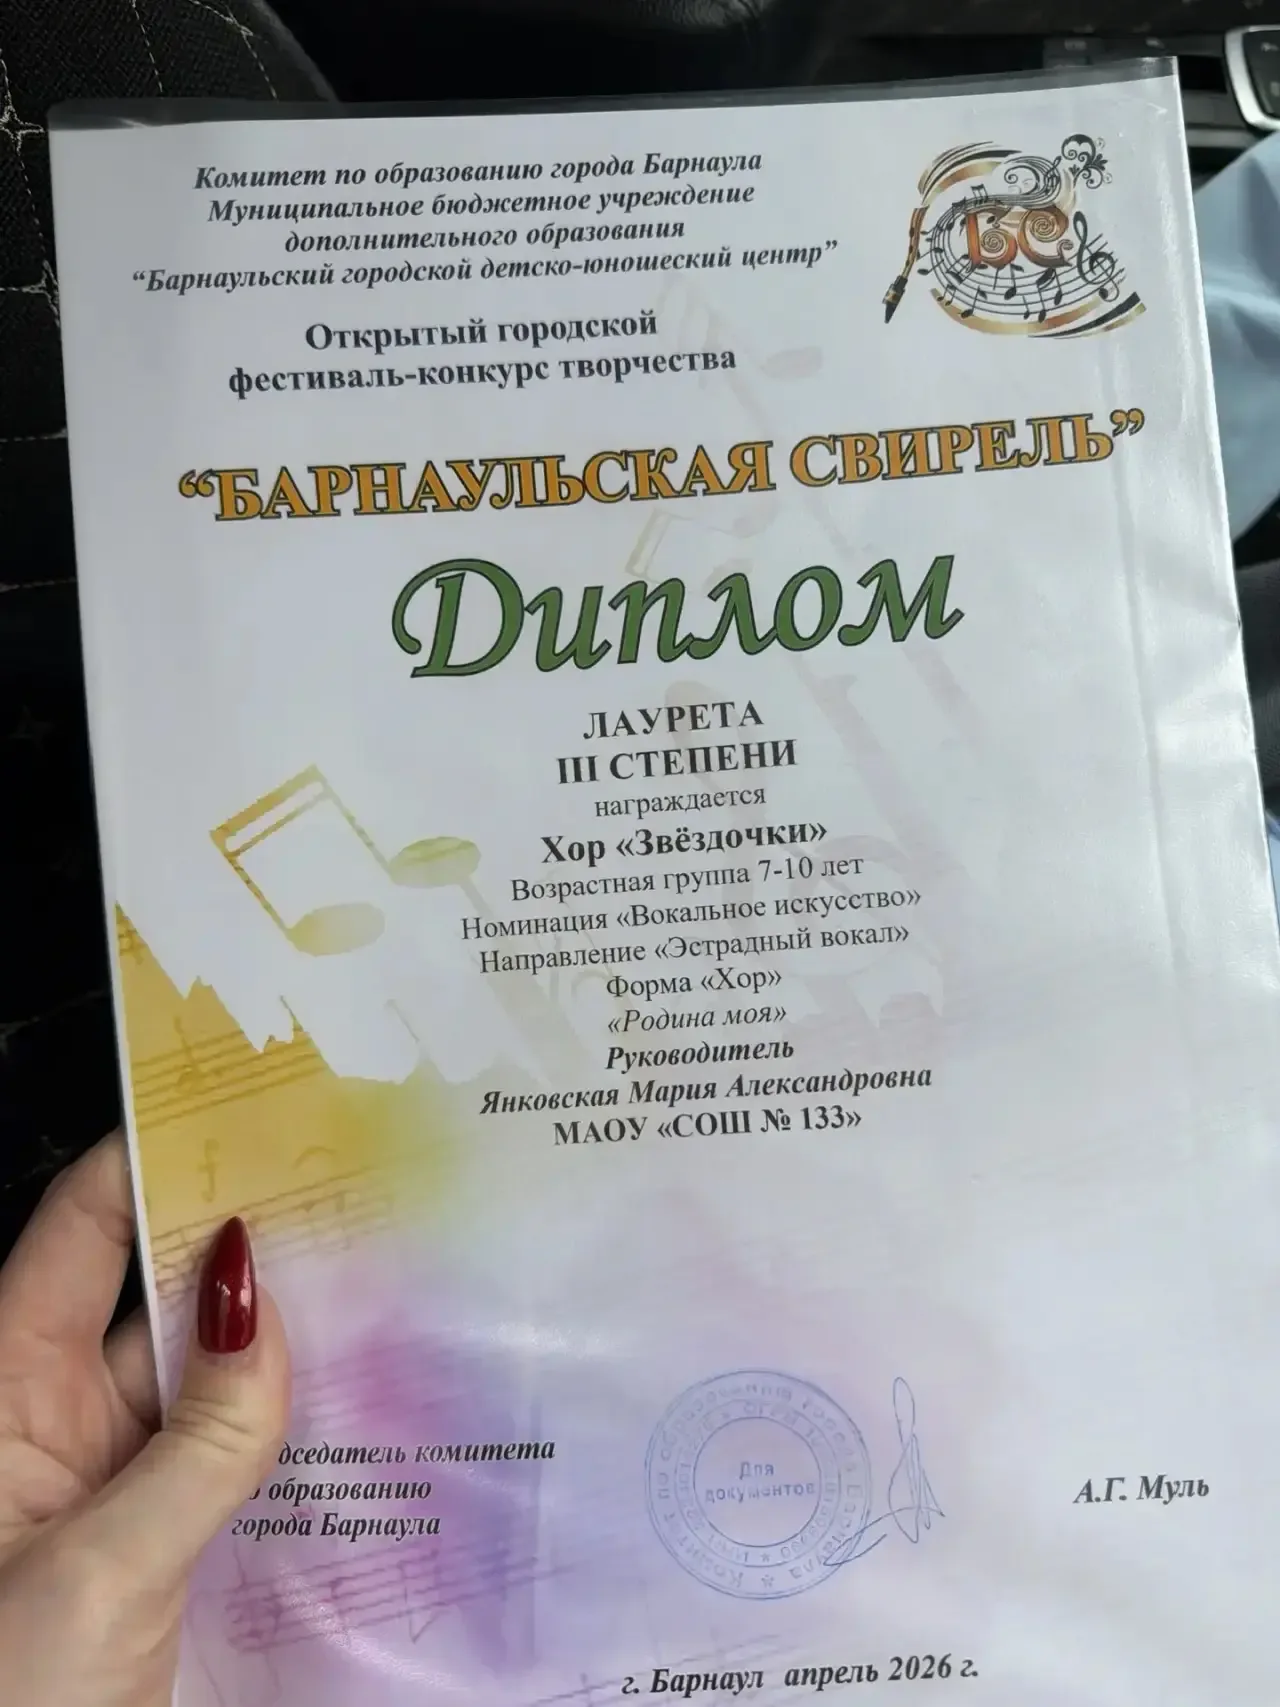 Комитет по образованию города Барнаула
Муниципальное бюджетное учреждение
дополнительного образования
“Барнаульский городской детско-юношеский центр”
БС
Открытый городской
фестиваль-конкурс творчества
“БАРНАУЛЬСКАЯ СВИРЕЛЬ”
Диплом
ЛАУРЕТА
III СТЕПЕНИ
награждается
Хор «Звёздочки»
Возрастная группа 7-10 лет
Номинация «Вокальное искусство»
Направление «Эстрадный вокал»
Форма «Хор»
«Родина моя»
Руководитель
Янковская Мария Александровна
МАОУ «СОШ № 133»
дседатель комитета
о образованию
города Барнаула
Для
документов
А.Г. Муль
г. Барнаул апрель 2026 г.